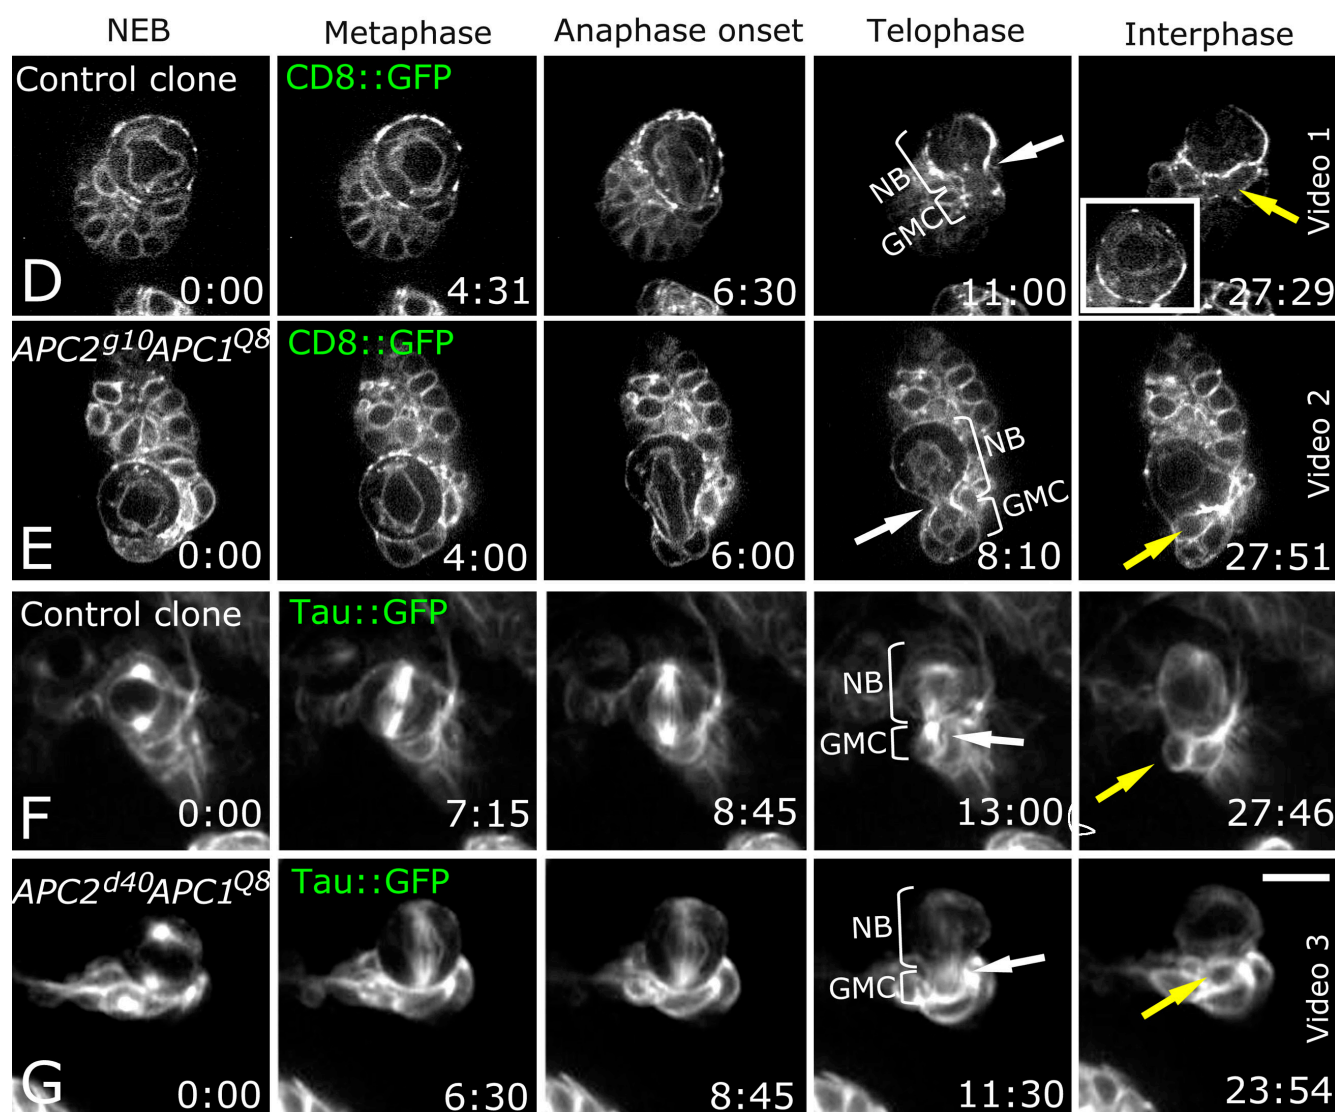 NEB Metaphase Anaphase onset Telophase Interphase
Control clone CD8::GFP
NB
GMC
Video 1
D 0:00 4:31 6:30 11:00 27:29
APC2g10APC1Q8 CD8::GFP
NB
GMC
Video 2
E 0:00 4:00 6:00 8:10 27:51
Control clone Tau::GFP
NB
GMC
F 0:00 7:15 8:45 13:00 27:46
APC2d40APC1Q8 Tau::GFP
NB
GMC
Video 3
G 0:00 6:30 8:45 11:30 23:54